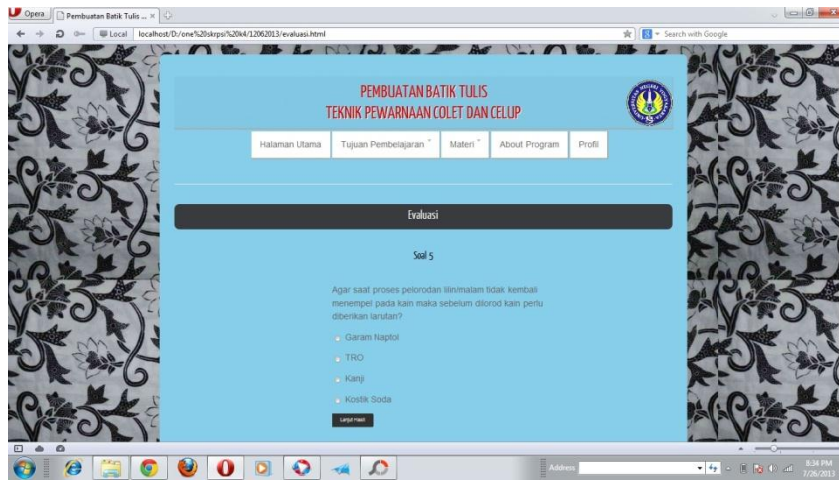 Opera
Pembuatan Batik Tulis ...
Local
localhost/D:/one%20skrpsi%20k4/12062013/evaluasi.html
Search with Google
PEMBUATAN BATIK TULIS
TEKNIK PEWARNAAN COLET DAN CELUP
Halaman Utama
Tujuan Pembelajaran
Materi
About Program
Profil
Evaluasi
Soal 5
Agar saat proses pelorodan lilin/malam tidak kembali
menempel pada kain maka sebelum dilorod kain perlu
diberikan larutan?
Garam Naptol
TRO
Kanji
Kostik Soda
Lanjut Hasil
Address
9:34 PM
7/26/2013